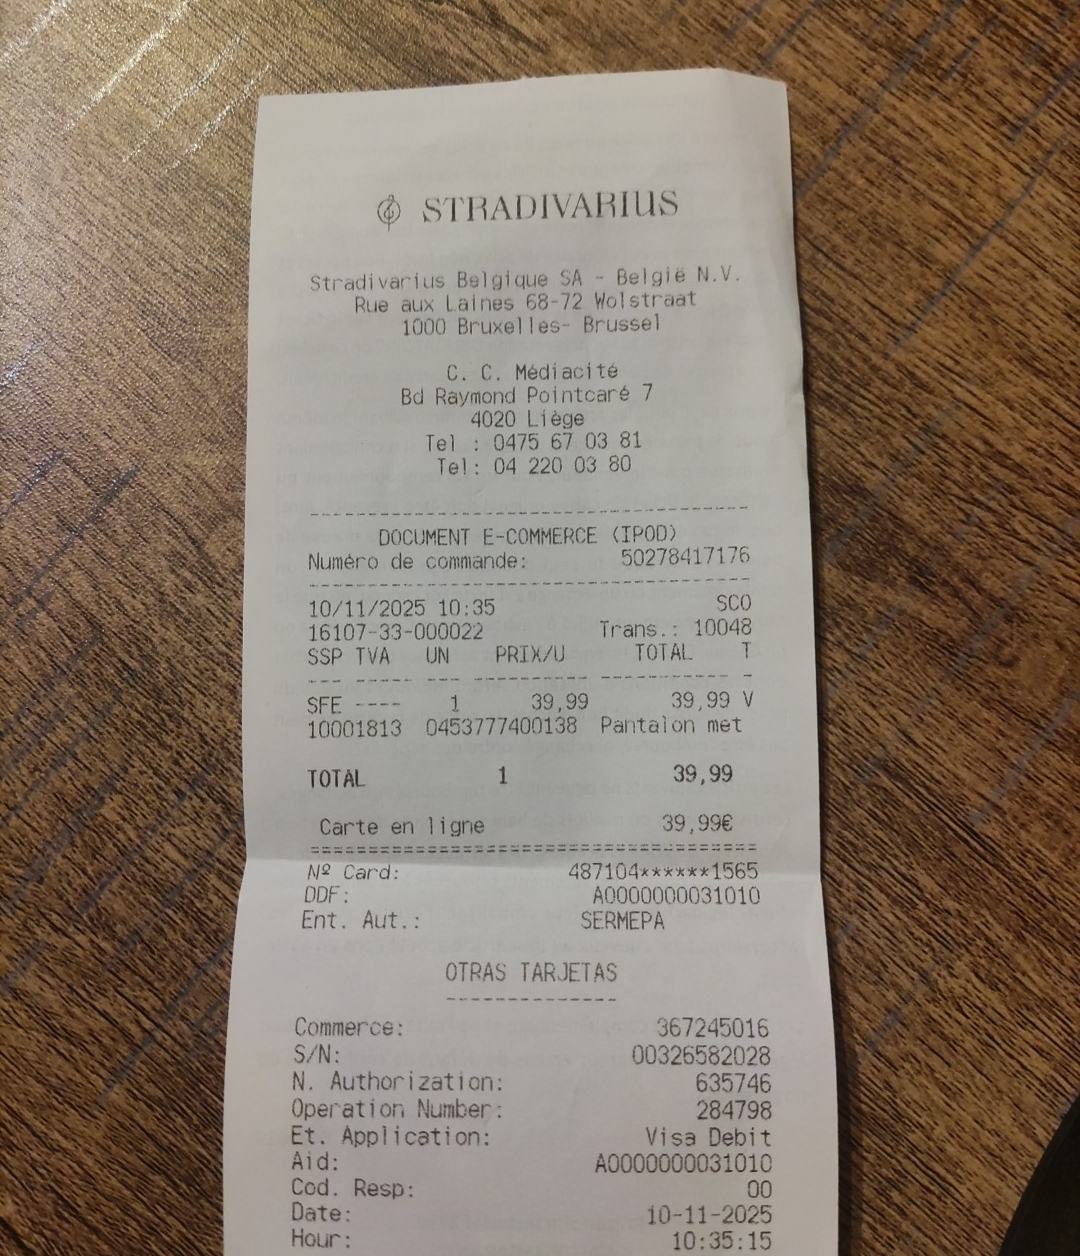 STRADIVARIUS
Stradivarius Belgique SA - België N.V.
Rue aux Laines 68-72 Wolstraat
1000 Bruxelles- Brussel
C. C. Médiacité
Bd Raymond Pointcaré 7
4020 Liège
Tel : 0475 67 03 81
Tel: 04 220 03 80
DOCUMENT E-COMMERCE (IPOD)
Numéro de commande: 50278417176
10/11/2025 10:35 SCO
16107-33-000022 Trans.: 10048
SSP TVA UN PRIX/U TOTAL T
SFE ---- 1 39,99 39,99 V
10001813 0453777400138 Pantalon met
TOTAL 1 39,99
Carte en ligne 39,99€
Nº Card: 487104******1565
DDF: A0000000031010
Ent. Aut.: SERMEPA
OTRAS TARJETAS
Commerce: 367245016
S/N: 00326582028
N. Authorization: 635746
Operation Number: 284798
Et. Application: Visa Debit
Aid: A0000000031010
Cod. Resp: 00
Date: 10-11-2025
Hour: 10:35:15